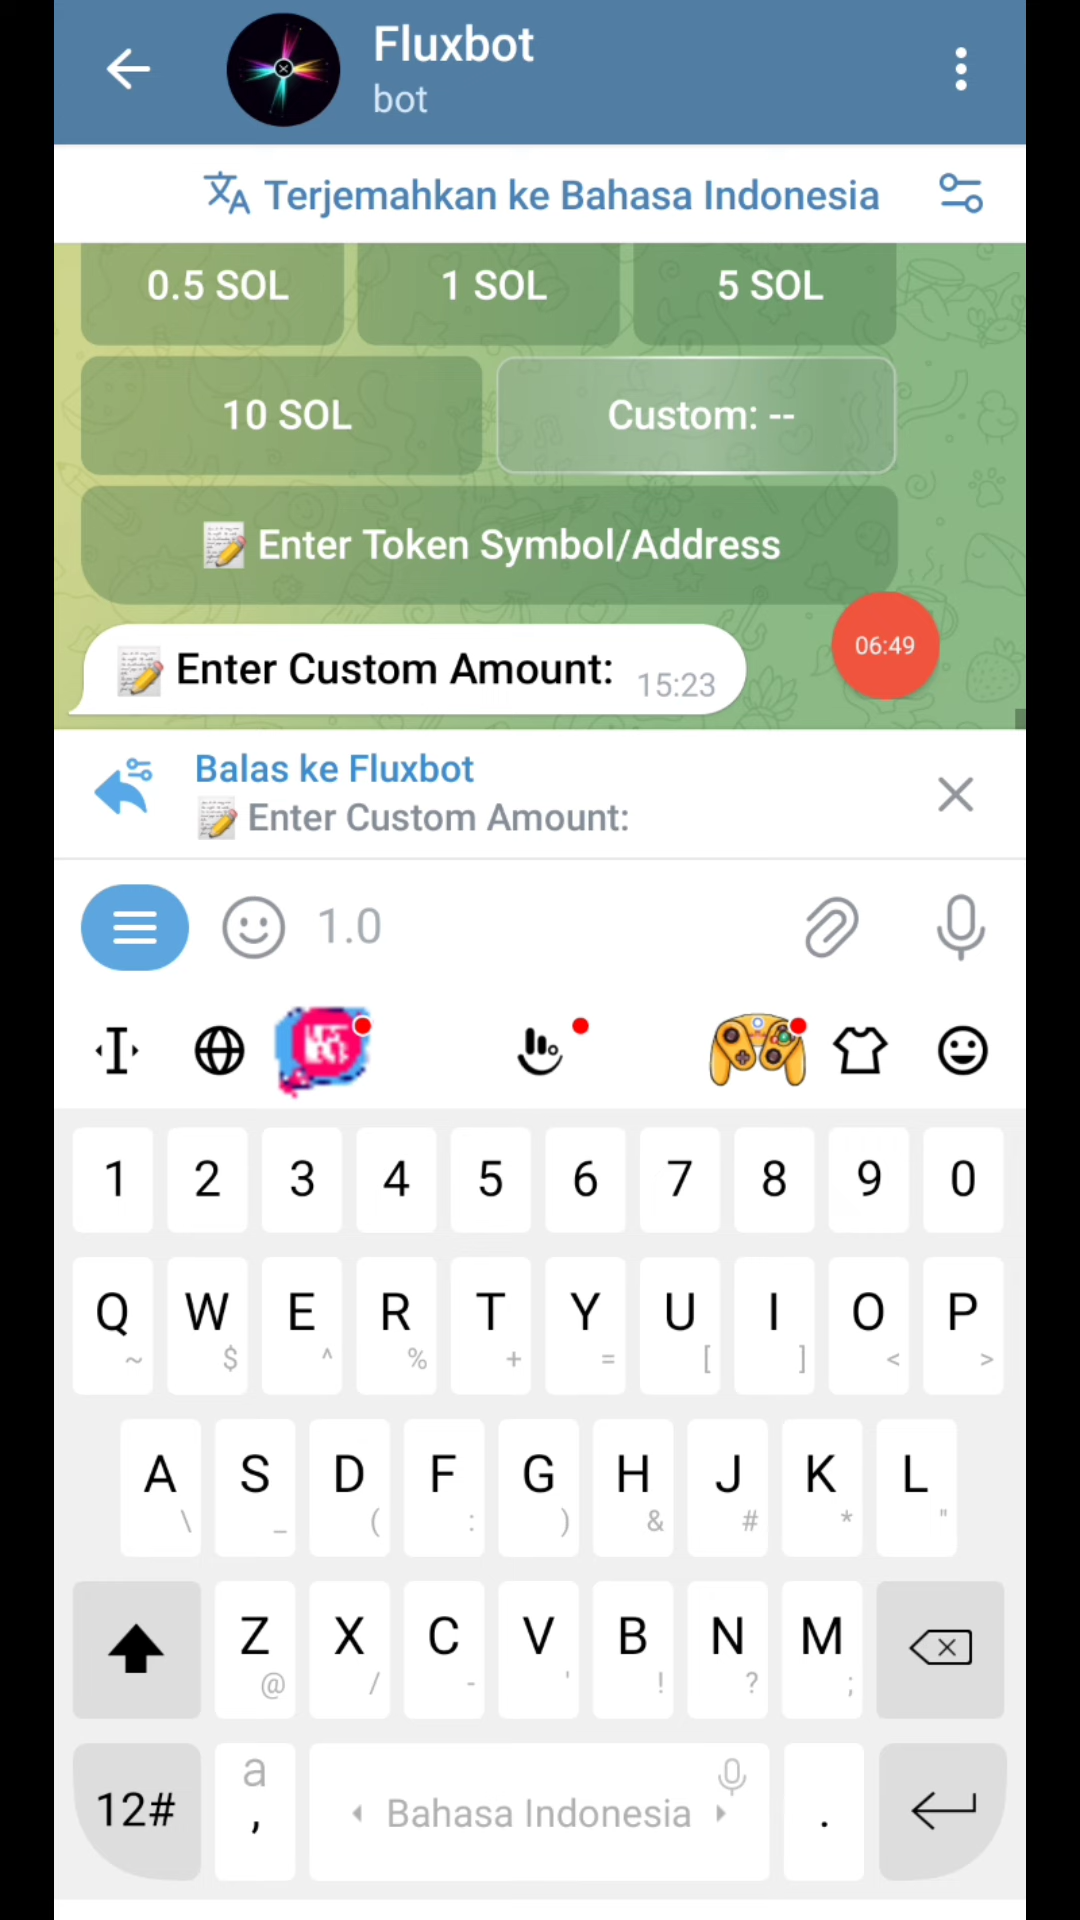 Fluxbot
bot
Terjemahkan ke Bahasa Indonesia
0.5 SOL 1 SOL 5 SOL
10 SOL Custom: --
Enter Token Symbol/Address
Enter Custom Amount: 15:23
06:49
Balas ke Fluxbot
Enter Custom Amount:
1.0
1 2 3 4 5 6 7 8 9 0
Q W E R T Y U I O P
~ $ ^ % + = [ ] < >
A S D F G H J K L
\ _ ( : ) & # * "
Z X C V B N M
@ / - ' ! ? ;
12# a , Bahasa Indonesia .